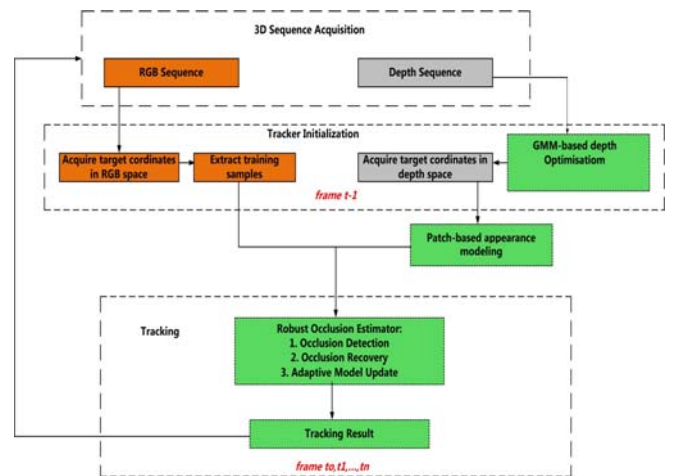 3D Sequence Acquisition
RGB Sequence
Depth Sequence
Tracker Initialization
Acquire target cordinates
in RGB space
Extract training
samples
Acquire target cordinates in
depth space
GMM-based depth
Optimisatiom
frame t-1
Patch-based appearance
modeling
Tracking
Robust Occlusion Estimator:
1. Occlusion Detection
2. Occlusion Recovery
3. Adaptive Model Update
Tracking Result
frame to,t1,...,tn